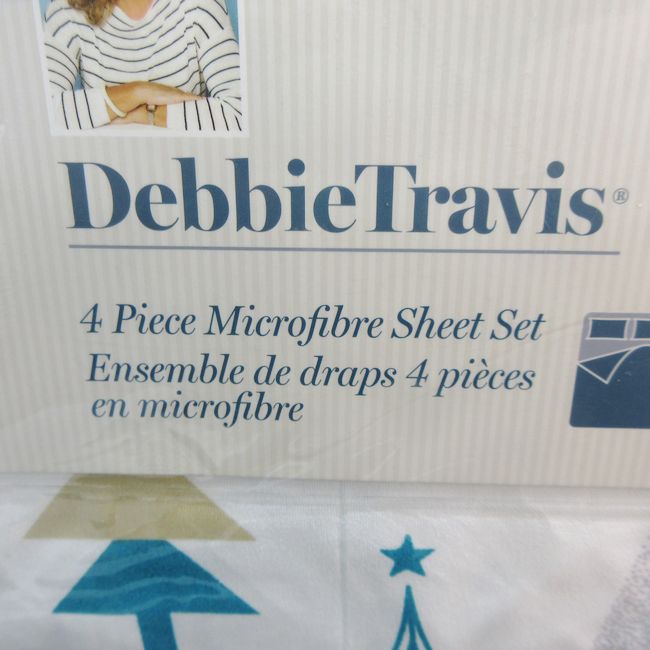 DebbieTravis®
4 Piece Microfibre Sheet Set
Ensemble de draps 4 pièces
en microfibre